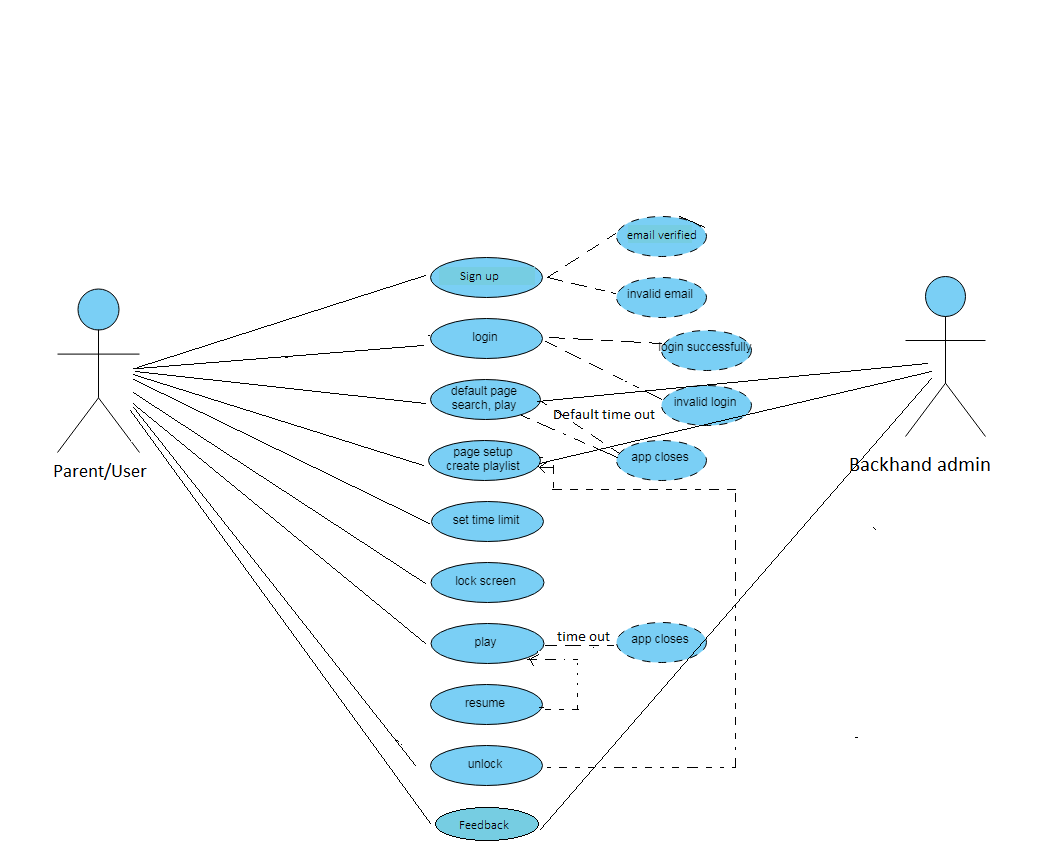 email verified
Sign up
invalid email
login
login successfully
default page
search, play
invalid login
Default time out
page setup
create playlist
app closes
Parent/User
Backhand admin
set time limit
lock screen
play
time out
app closes
resume
unlock
Feedback